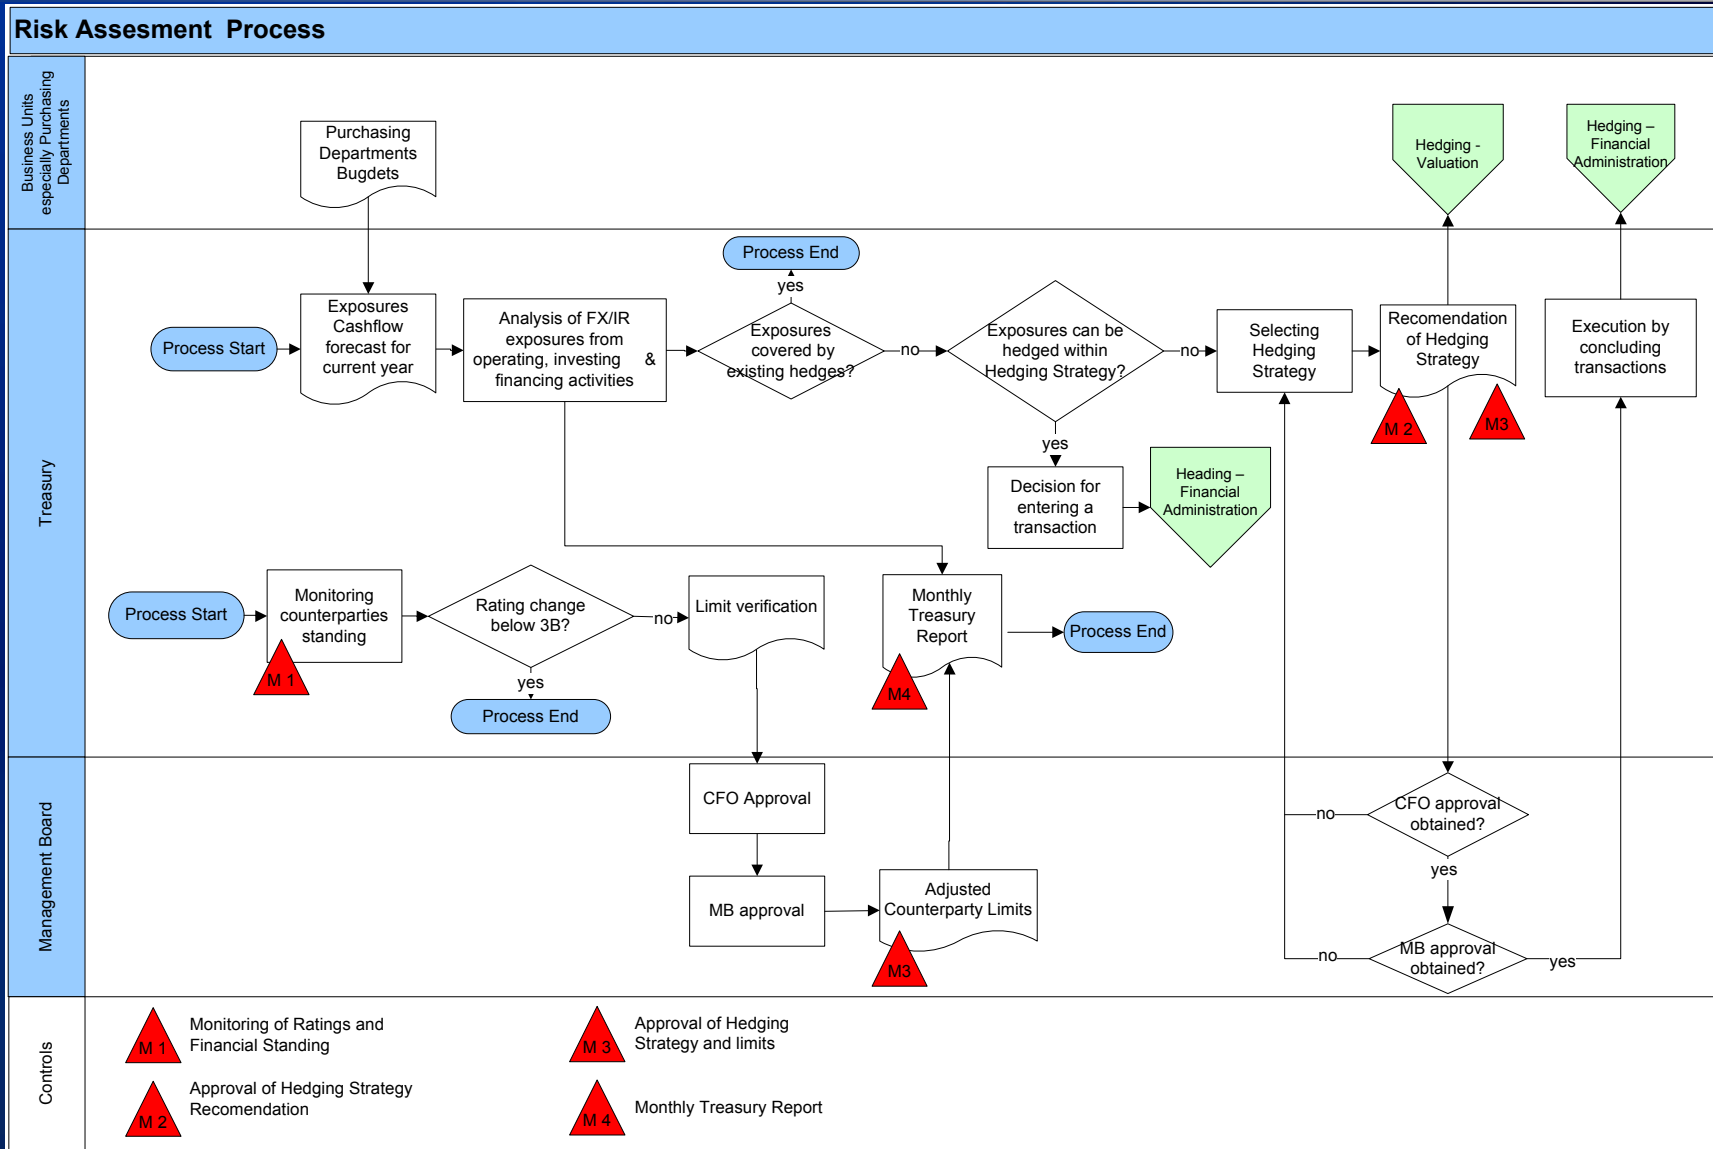 Risk Assesment  Process
Business Units
especially Purchasing
Departments
Purchasing
Departments
Bugdets
Hedging -
Valuation
Hedging –
Financial
Administration
Treasury
Process End
yes
Process Start
Exposures
Cashflow
forecast for
current year
Analysis of FX/IR
exposures from
operating, investing &
financing activities
Exposures
covered by
existing hedges?
no
Exposures can be
hedged within
Hedging Strategy?
no
Selecting
Hedging
Strategy
Recomendation
of Hedging
Strategy
M 2
M3
Execution by
concluding
transactions
yes
Decision for
entering a
transaction
Heading –
Financial
Administration
Process Start
Monitoring
counterparties
standing
M 1
Rating change
below 3B?
no
Limit verification
yes
Process End
Monthly
Treasury
Report
M4
Process End
Management Board
CFO Approval
MB approval
Adjusted
Counterparty Limits
M3
no
CFO approval
obtained?
yes
no
MB approval
obtained?
yes
Controls
M 1
Monitoring of Ratings and
Financial Standing
M 2
Approval of Hedging Strategy
Recomendation
M 3
Approval of Hedging
Strategy and limits
M 4
Monthly Treasury Report